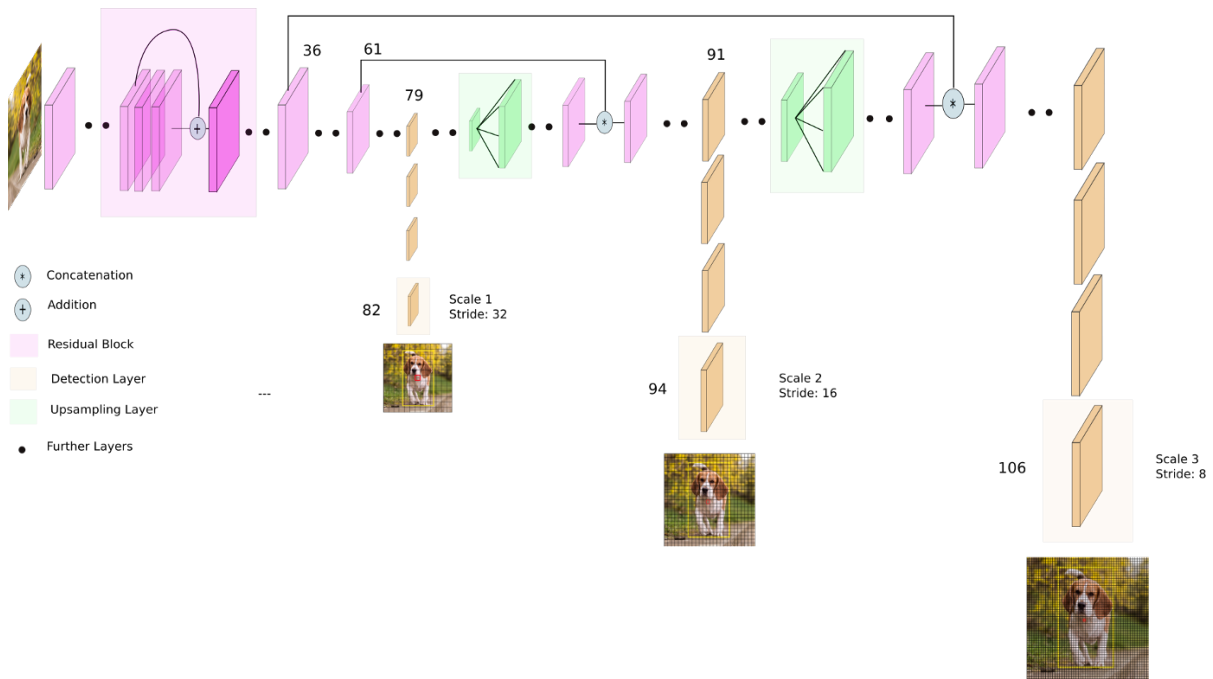 36
61
91
79
*
+
*
*
Concatenation
+
Addition
Residual Block
Detection Layer
Upsampling Layer
Further Layers
---
82
Scale 1
Stride: 32
94
Scale 2
Stride: 16
106
Scale 3
Stride: 8